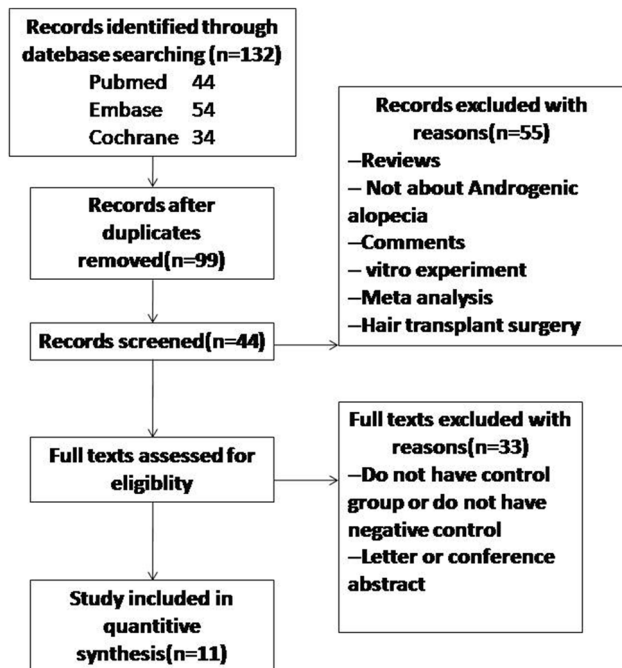 Records identified through
datebase searching (n=132)
Pubmed 44
Embase 54
Cochrane 34
Records after
duplicates
removed(n=99)
Records screened(n=44)
Records excluded with
reasons(n=55)
–Reviews
– Not about Androgenic
alopecia
–Comments
– vitro experiment
–Meta analysis
–Hair transplant surgery
Full texts assessed for
eligiblity
Full texts excluded with
reasons(n=33)
–Do not have control
group or do not have
negative control
–Letter or conference
abstract
Study included in
quantitive
synthesis(n=11)